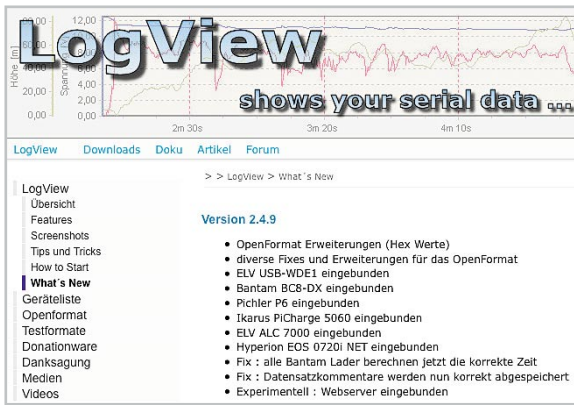 LogView
shows your serial data ...
Höhe [m]
Spannung
12,00
10,00
8,00
6,00
4,00
2,00
0,00
20,00
0,00
2m 30s
3m 20s
4m 10s
LogView Downloads Doku Artikel Forum
> > LogView > What´s New
LogView
Übersicht
Features
Screenshots
Tips und Tricks
How to Start
What´s New
Geräteliste
Openformat
Testformate
Donationware
Danksagung
Medien
Videos
Version 2.4.9
OpenFormat Erweiterungen (Hex Werte)
diverse Fixes und Erweiterungen für das OpenFormat
ELV USB-WDE1 eingebunden
Bantam BC8-DX eingebunden
Pichler P6 eingebunden
Ikarus PiCharge 5060 eingebunden
ELV ALC 7000 eingebunden
Hyperion EOS 0720i NET eingebunden
Fix : alle Bantam Lader berechnen jetzt die korrekte Zeit
Fix : Datensatzkommentare werden nun korrekt abgespeichert
Experimentell : Webserver eingebunden